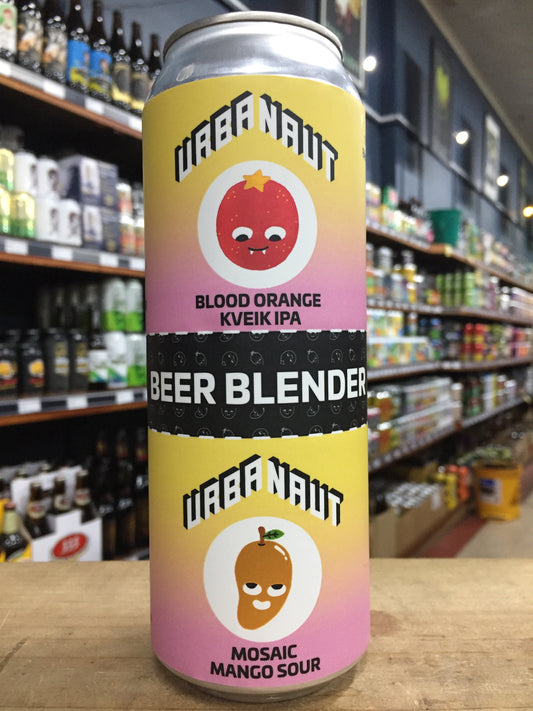 URBANAUT
BLOOD ORANGE
KVEIK IPA
BEER BLENDER
URBANAUT
MOSAIC
MANGO SOUR